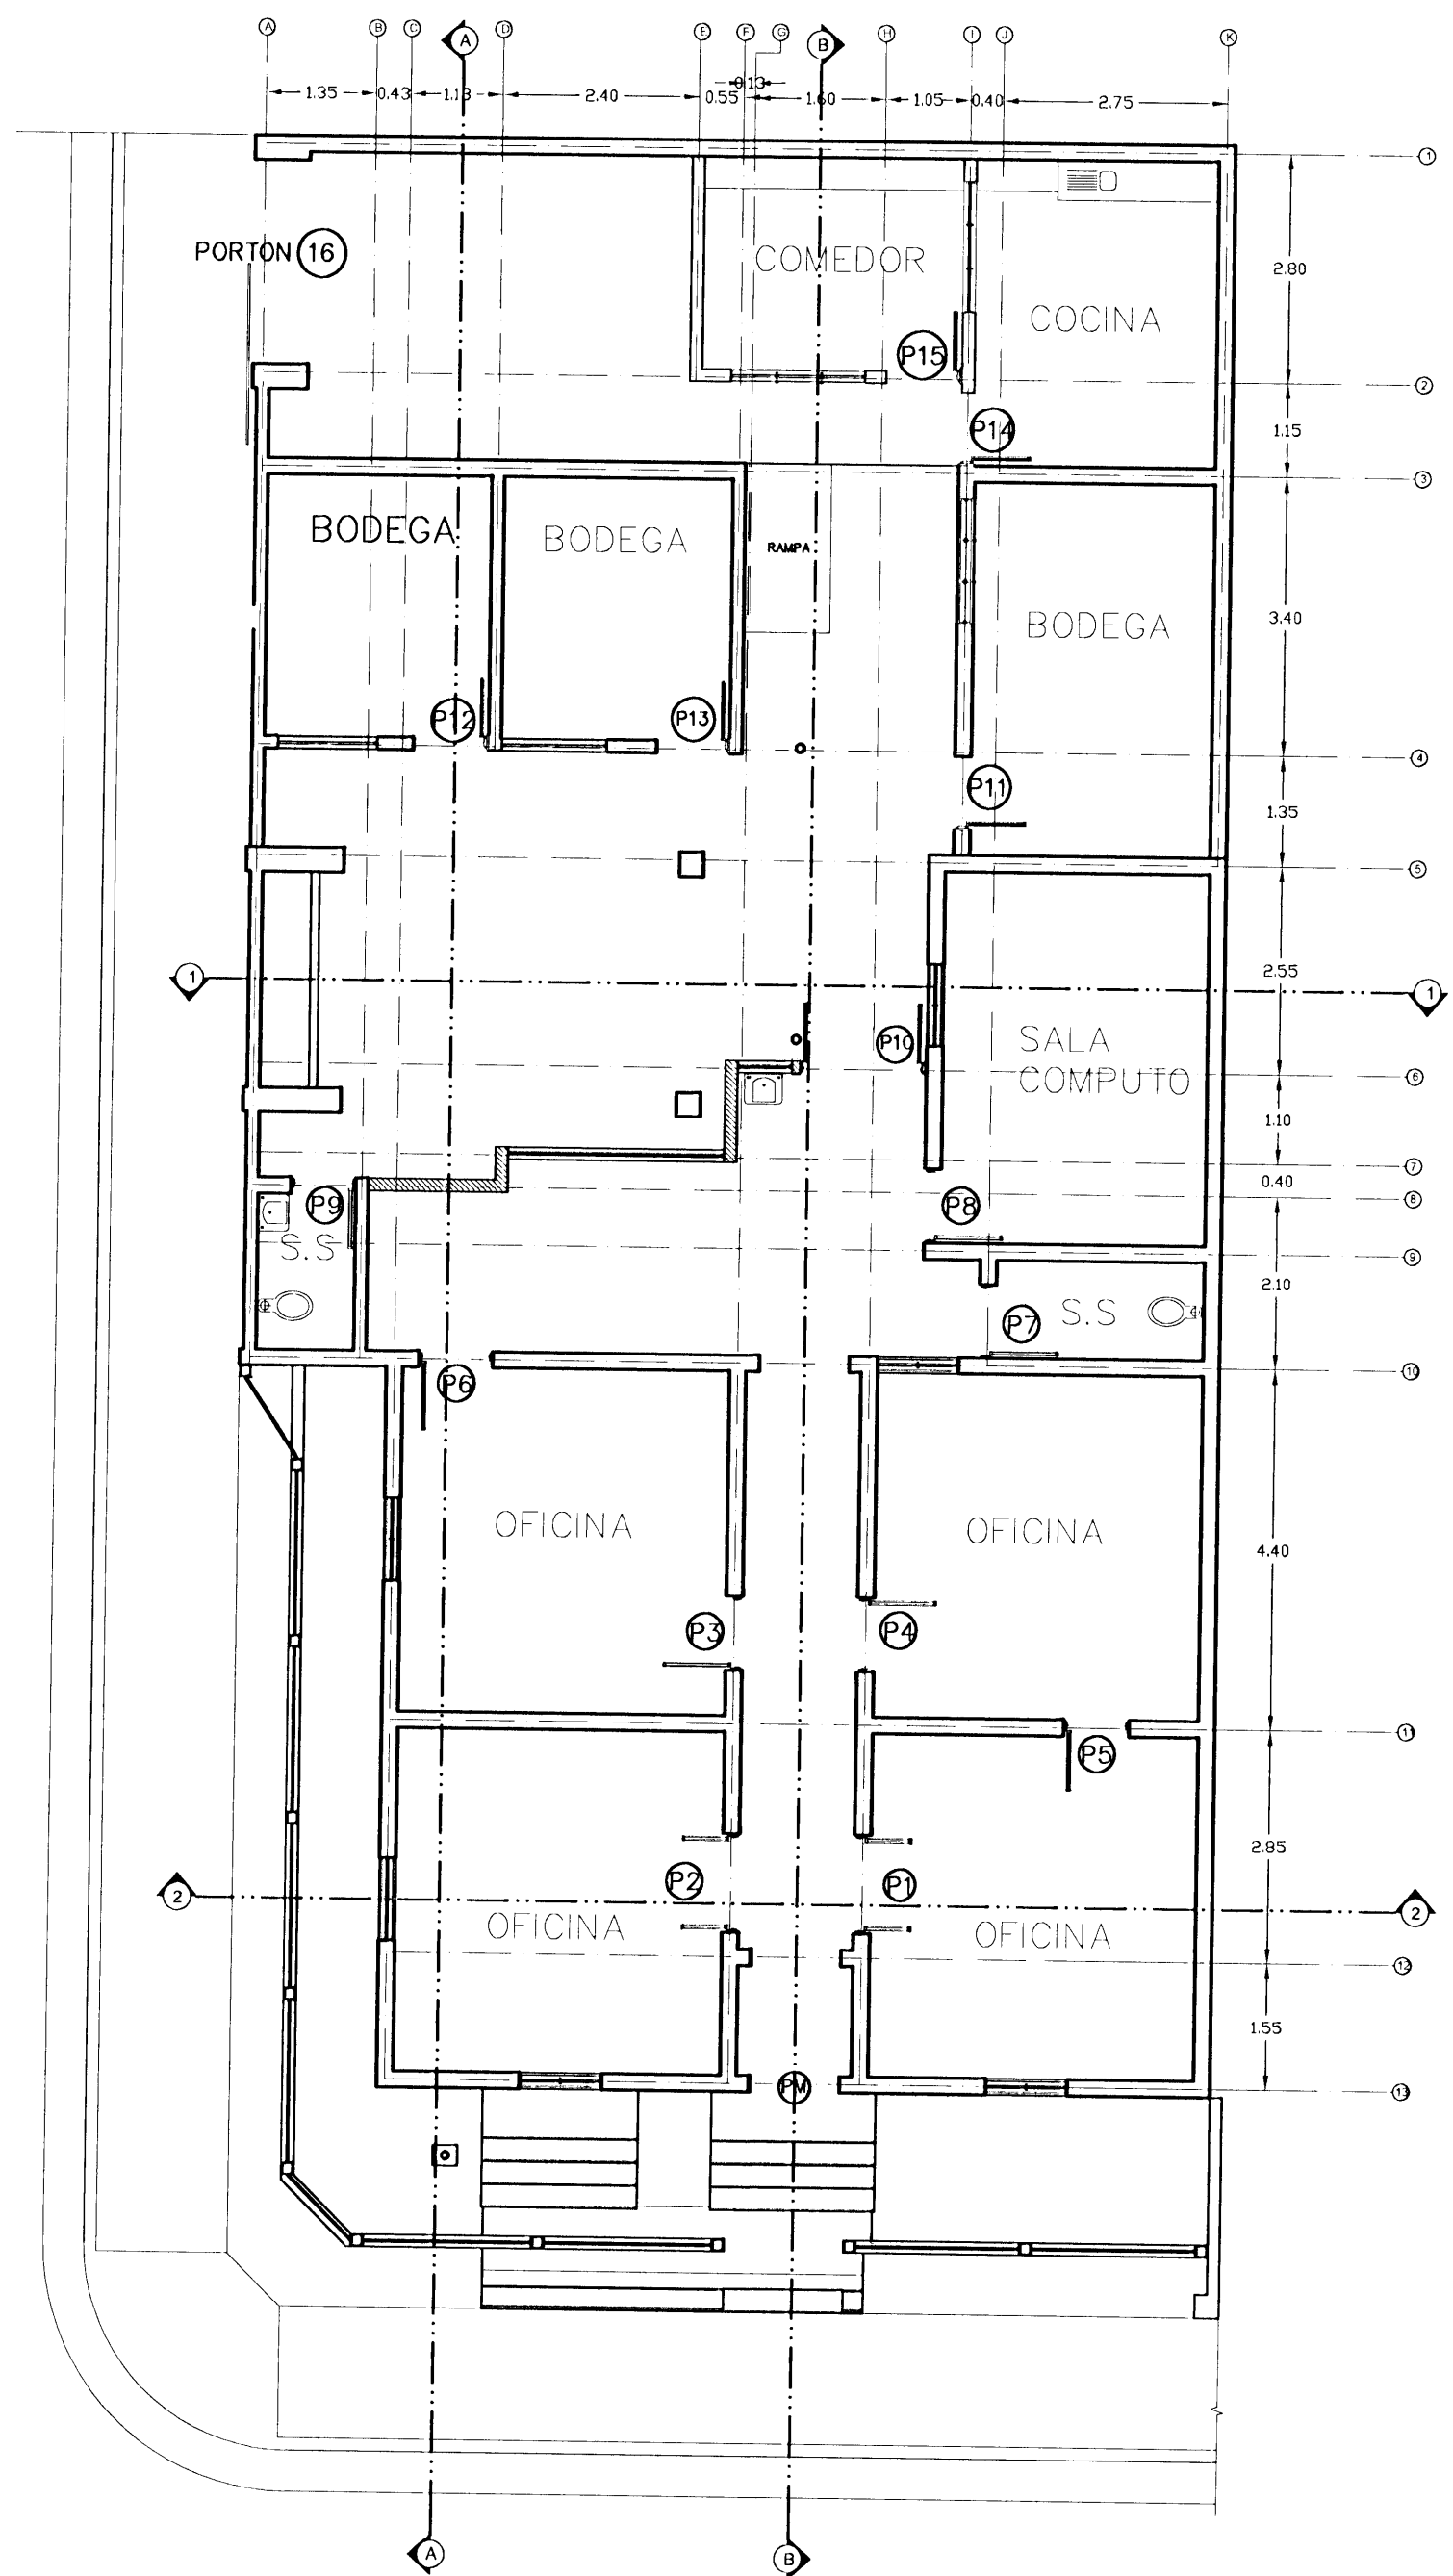 A B C A D E F G B H I J K
0.13
1.35 0.43 1.13 2.40 0.55 1.60 1.05 0.40 2.75
1
PORTON 16
COMEDOR
2.80
COCINA
P15
2
P14
1.15
3
BODEGA
BODEGA
RAMPA
BODEGA
3.40
P12
P13
4
P11
1.35
5
1
2.55
1
P10
SALA
COMPUTO
6
1.10
7
0.40
P9
P8
8
S.S
9
2.10
S.S
P7
P6
10
OFICINA
OFICINA
4.40
P3
P4
11
P5
2.85
P2
P1
2
2
OFICINA
OFICINA
12
1.55
PM
13
A
B